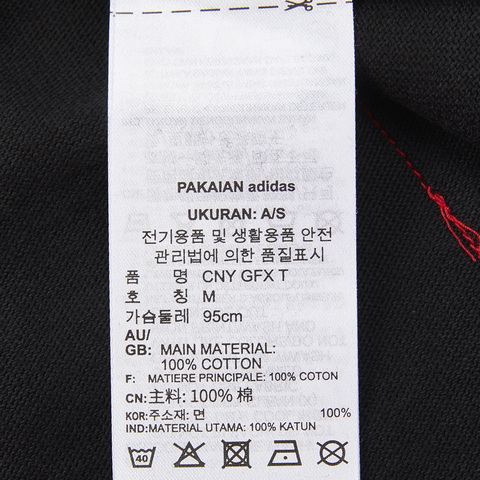 PAKAIAN adidas
UKURAN: A/S
전기용품 및 생활용품 안전
관리법에 의한 품질표시
품 명 CNY GFX T
호 칭 M
가슴둘레 95cm
AU/
GB: MAIN MATERIAL:
100% COTTON
F: MATIERE PRINCIPALE: 100% COTON
CN:主料: 100% 棉
KOR:주소재: 면 100%
IND:MATERIAL UTAMA: 100% KATUN
40